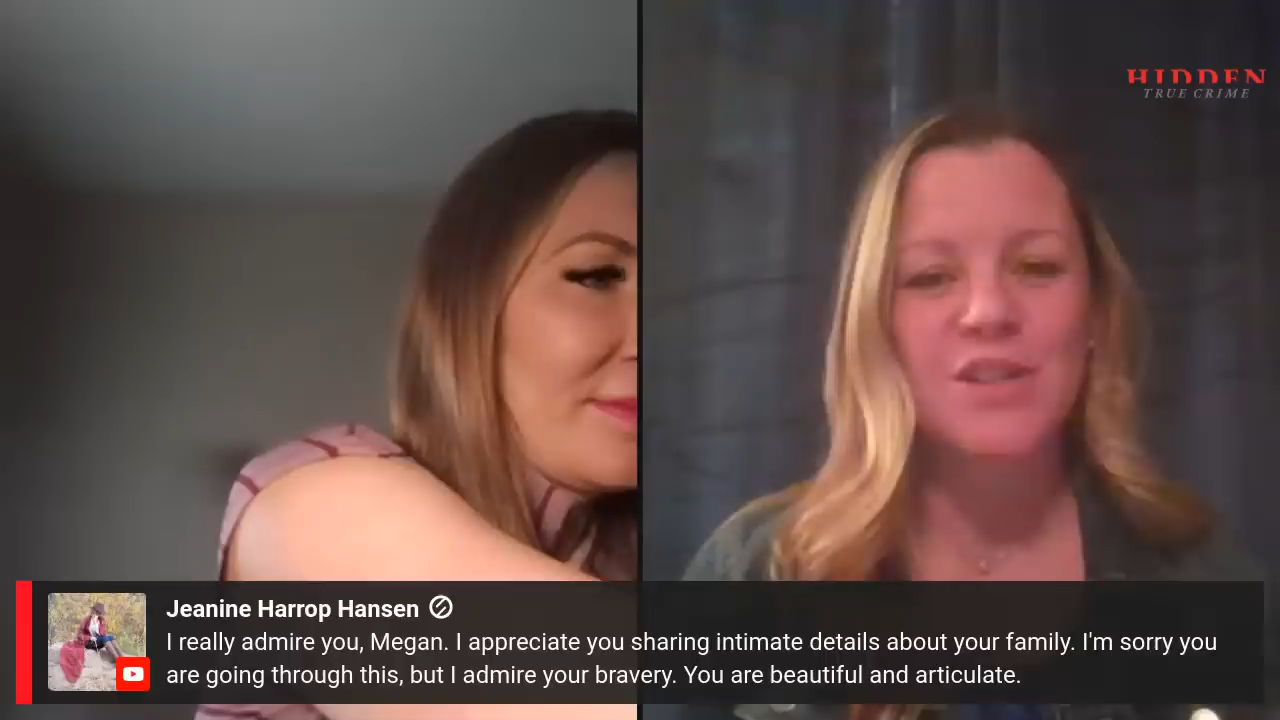 HIDDEN
TRUE CRIME
Jeanine Harrop Hansen
I really admire you, Megan. I appreciate you sharing intimate details about your family. I'm sorry you
are going through this, but I admire your bravery. You are beautiful and articulate.